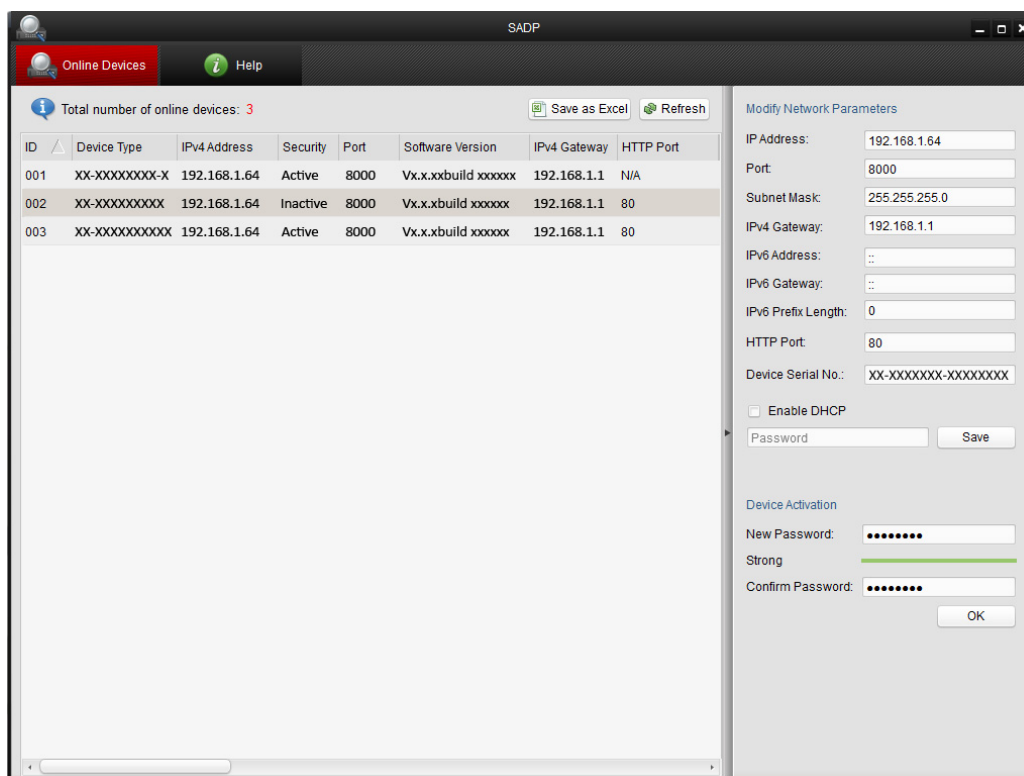 SADP
Online Devices
Help
Total number of online devices: 3
Save as Excel
Refresh
ID Device Type IPv4 Address Security Port Software Version IPv4 Gateway HTTP Port
001 XX-XXXXXXXX-X 192.168.1.64 Active 8000 Vx.x.xxbuild xxxxxx 192.168.1.1 N/A
002 XX-XXXXXXXXX 192.168.1.64 Inactive 8000 Vx.x.xxbuild xxxxxx 192.168.1.1 80
003 XX-XXXXXXXXXX 192.168.1.64 Active 8000 Vx.x.xbuild xxxxxx 192.168.1.1 80
Modify Network Parameters
IP Address: 192.168.1.64
Port: 8000
Subnet Mask: 255.255.255.0
IPv4 Gateway: 192.168.1.1
IPv6 Address: ::
IPv6 Gateway: ::
IPv6 Prefix Length: 0
HTTP Port: 80
Device Serial No.: XX-XXXXXXX-XXXXXXXX
Enable DHCP
Password
Save
Device Activation
New Password: ●●●●●●●●
Strong
Confirm Password: ●●●●●●●●
OK